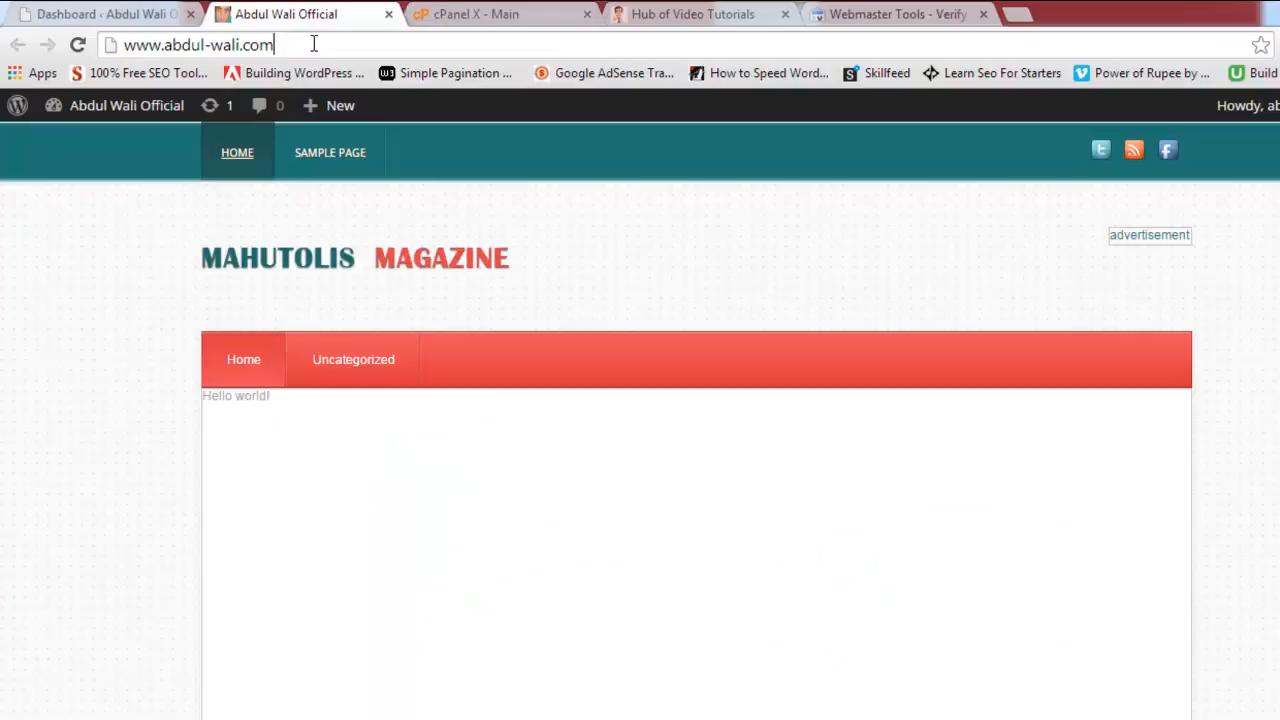 Dashboard ‹ Abdul Wali O
Abdul Wali Official
cPanel X - Main
Hub of Video Tutorials
Webmaster Tools - Verify
www.abdul-wali.com
Apps
100% Free SEO Tool...
Building WordPress ...
Simple Pagination ...
Google AdSense Tra...
How to Speed Word...
Skillfeed
Learn Seo For Starters
Power of Rupee by ...
Build
Abdul Wali Official
1
0
New
Howdy, ab
HOME
SAMPLE PAGE
advertisement
MAHUTOLIS MAGAZINE
Home
Uncategorized
Hello world!